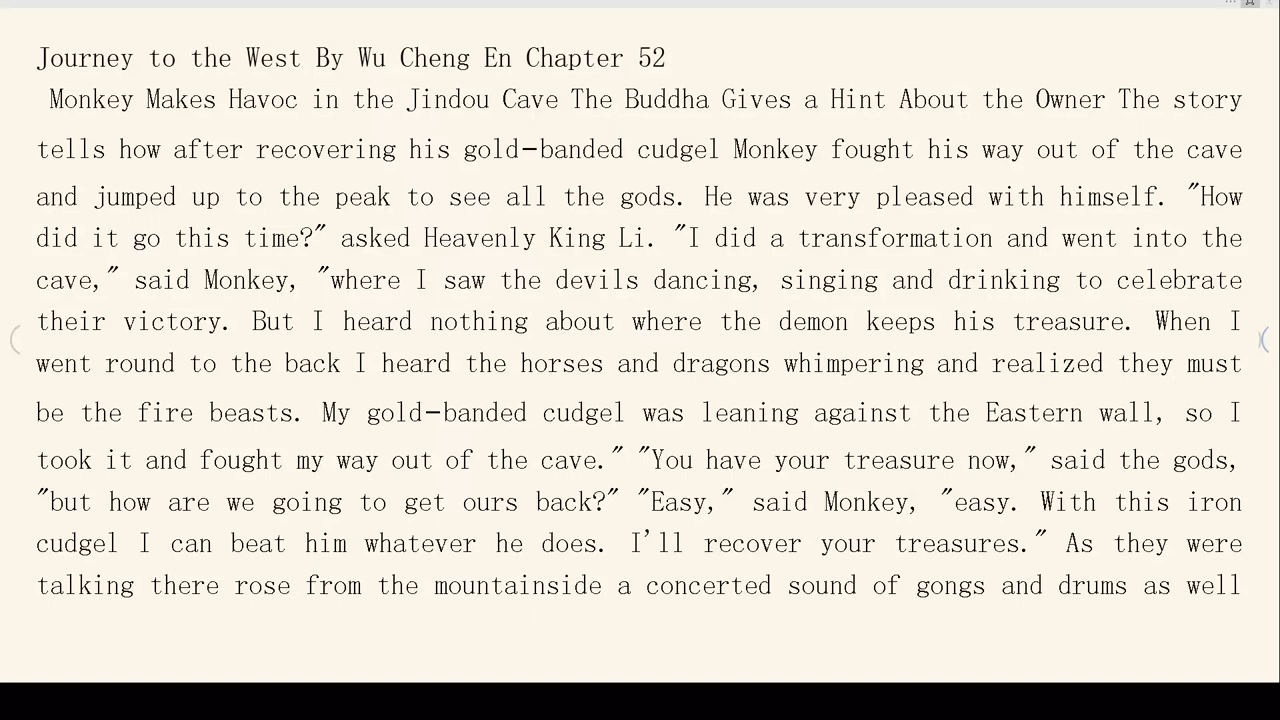 Journey to the West By Wu Cheng En Chapter 52
Monkey Makes Havoc in the Jindou Cave The Buddha Gives a Hint About the Owner The story
tells how after recovering his gold-banded cudgel Monkey fought his way out of the cave
and jumped up to the peak to see all the gods. He was very pleased with himself. "How
did it go this time?" asked Heavenly King Li. "I did a transformation and went into the
cave," said Monkey, "where I saw the devils dancing, singing and drinking to celebrate
their victory. But I heard nothing about where the demon keeps his treasure. When I
went round to the back I heard the horses and dragons whimpering and realized they must
be the fire beasts. My gold-banded cudgel was leaning against the Eastern wall, so I
took it and fought my way out of the cave." "You have your treasure now," said the gods,
"but how are we going to get ours back?" "Easy," said Monkey, "easy. With this iron
cudgel I can beat him whatever he does. I'll recover your treasures." As they were
talking there rose from the mountainside a concerted sound of gongs and drums as well